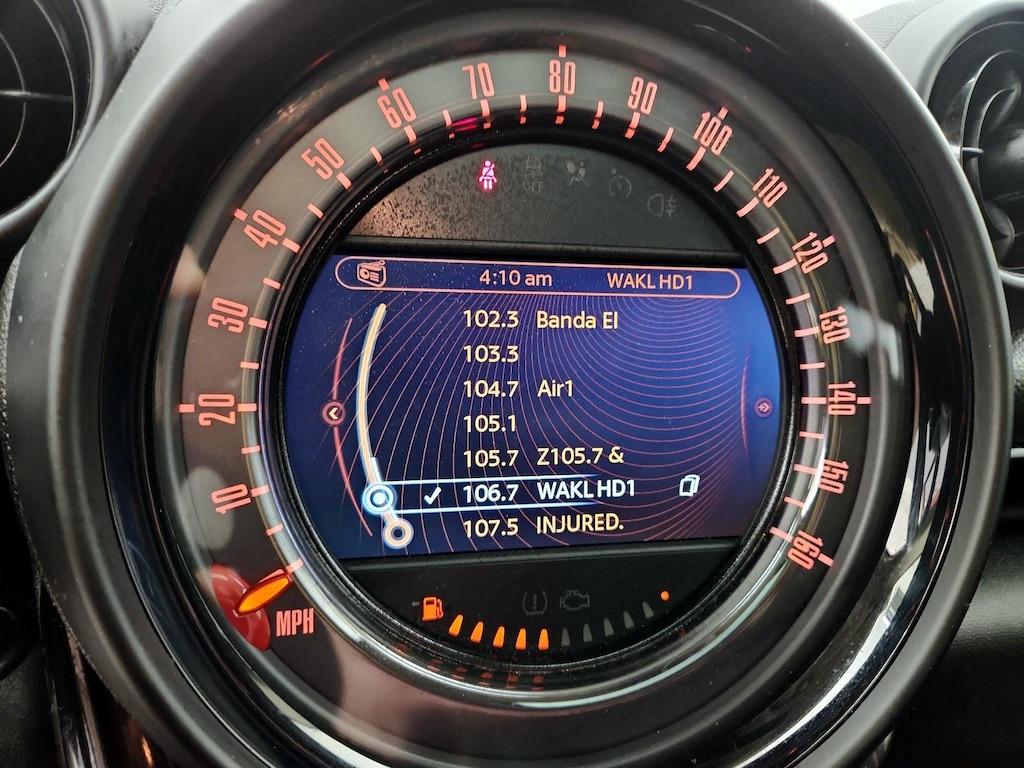 10
20
30
40
50
60
70
80
90
100
110
120
130
140
150
160
MPH
OFF
4:10 am WAKL HD1
102.3 Banda El
103.3
104.7 Air1
105.1
105.7 Z105.7 &
106.7 WAKL HD1
107.5 INJURED.